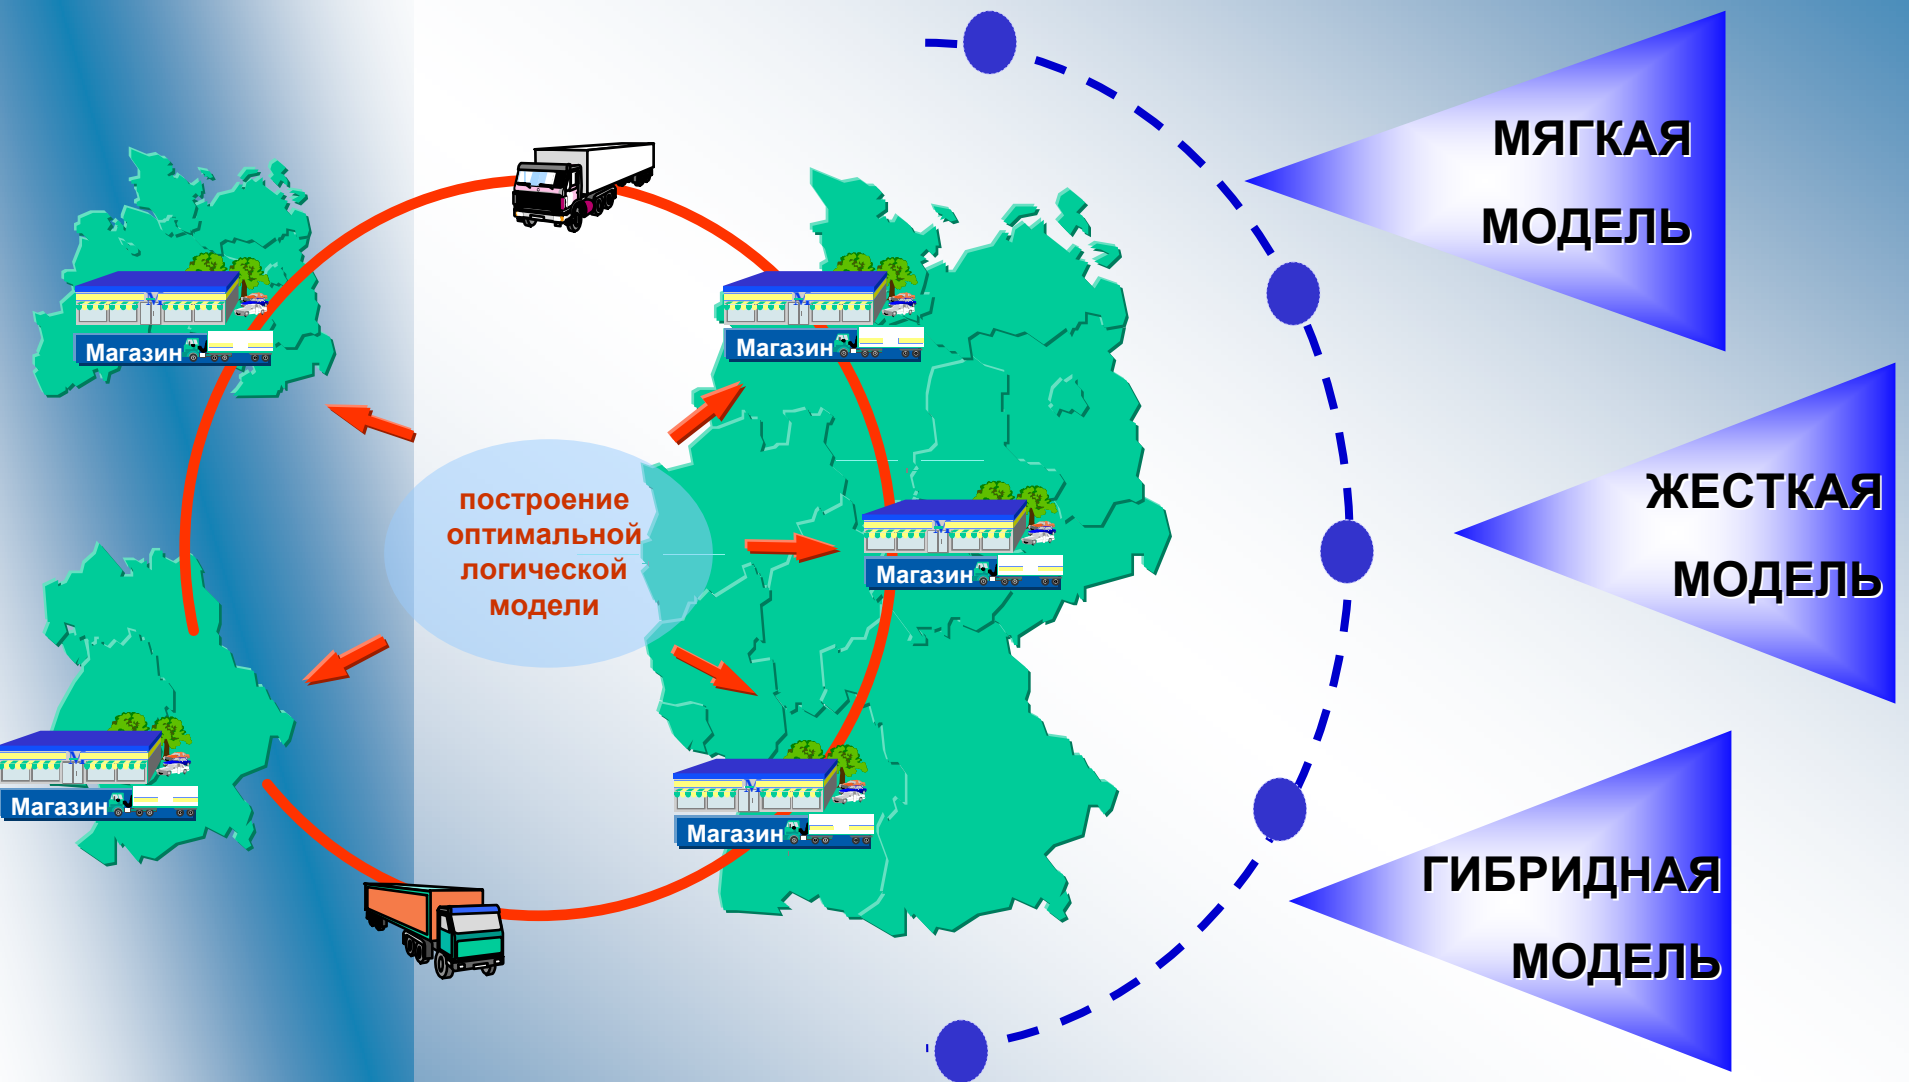 МЯГКАЯ
МОДЕЛЬ
Магазин
Магазин
ЖЕСТКАЯ
МОДЕЛЬ
построение
оптимальной
логической
модели
Магазин
Магазин
Магазин
ГИБРИДНАЯ
МОДЕЛЬ